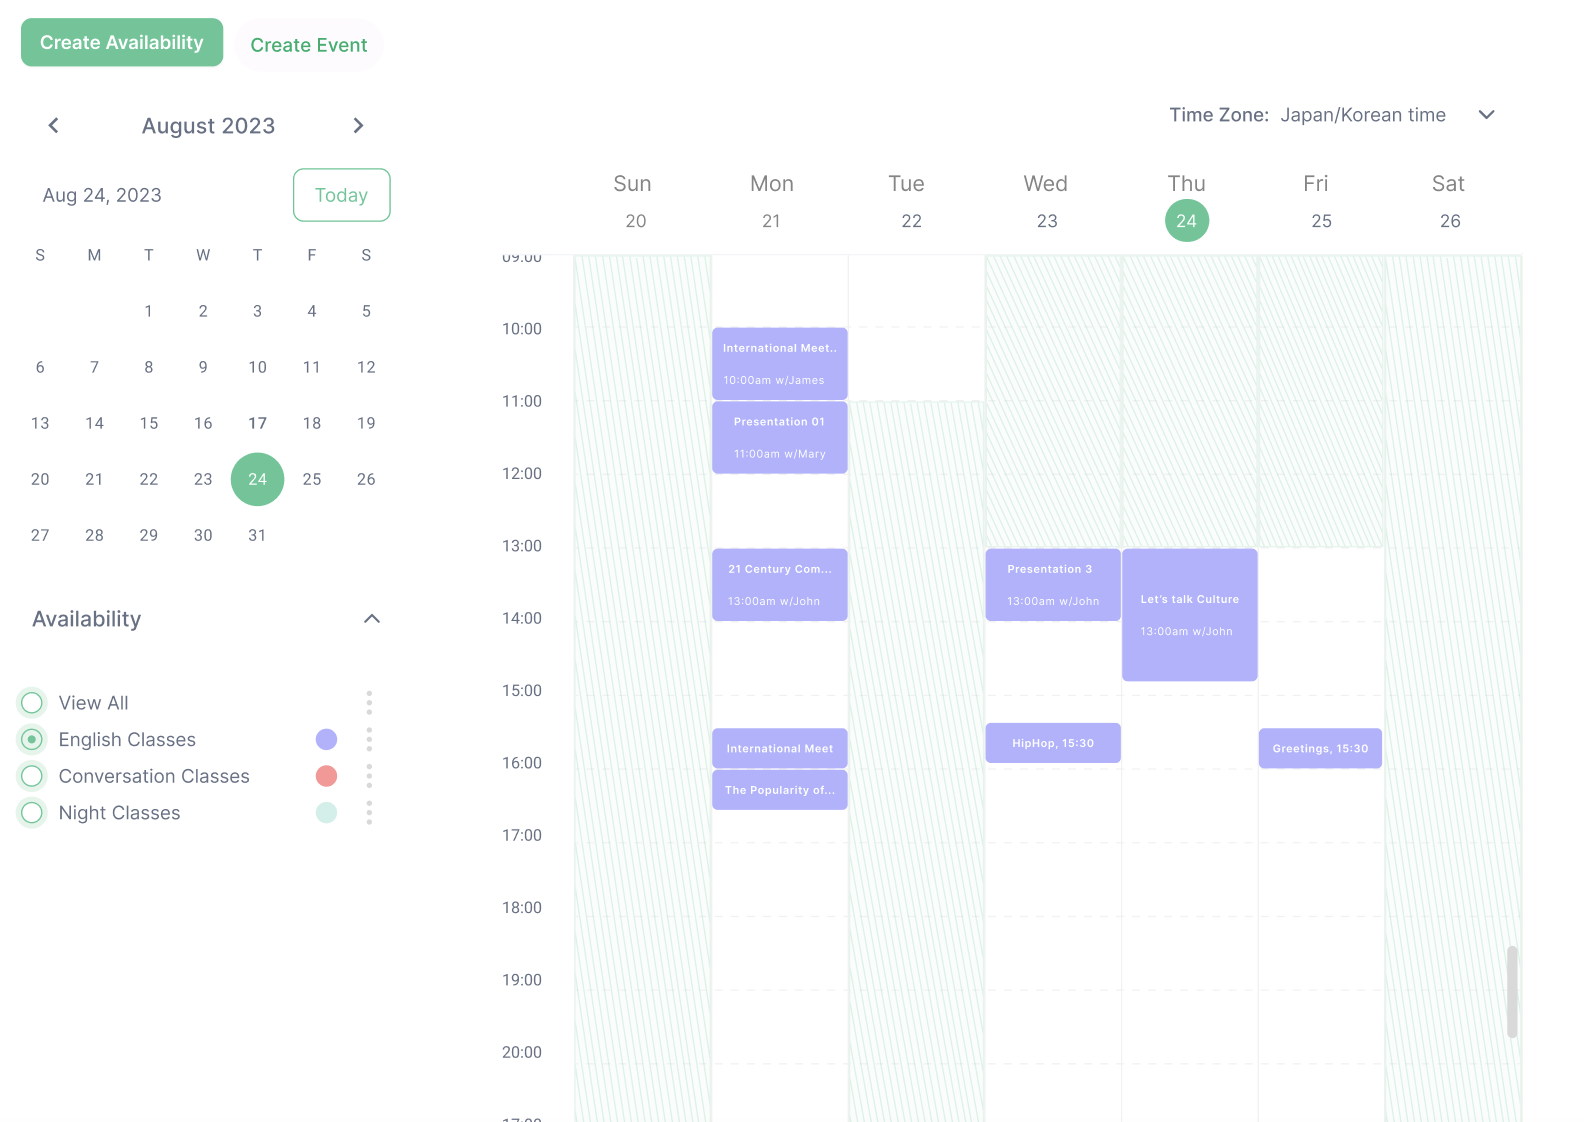 Create Availability
Create Event
August 2023
Aug 24, 2023
Today
S M T W T F S
1 2 3 4 5
6 7 8 9 10 11 12
13 14 15 16 17 18 19
20 21 22 23 24 25 26
27 28 29 30 31
Availability
View All
English Classes
Conversation Classes
Night Classes
Time Zone: Japan/Korean time
Sun Mon Tue Wed Thu Fri Sat
20 21 22 23 24 25 26
09:00
10:00
International Meet..
10:00am w/James
11:00
Presentation 01
11:00am w/Mary
12:00
13:00
21 Century Com...
13:00am w/John
Presentation 3
13:00am w/John
Let's talk Culture
13:00am w/John
14:00
15:00
International Meet
HipHop, 15:30
Greetings, 15:30
16:00
The Popularity of...
17:00
18:00
19:00
20:00